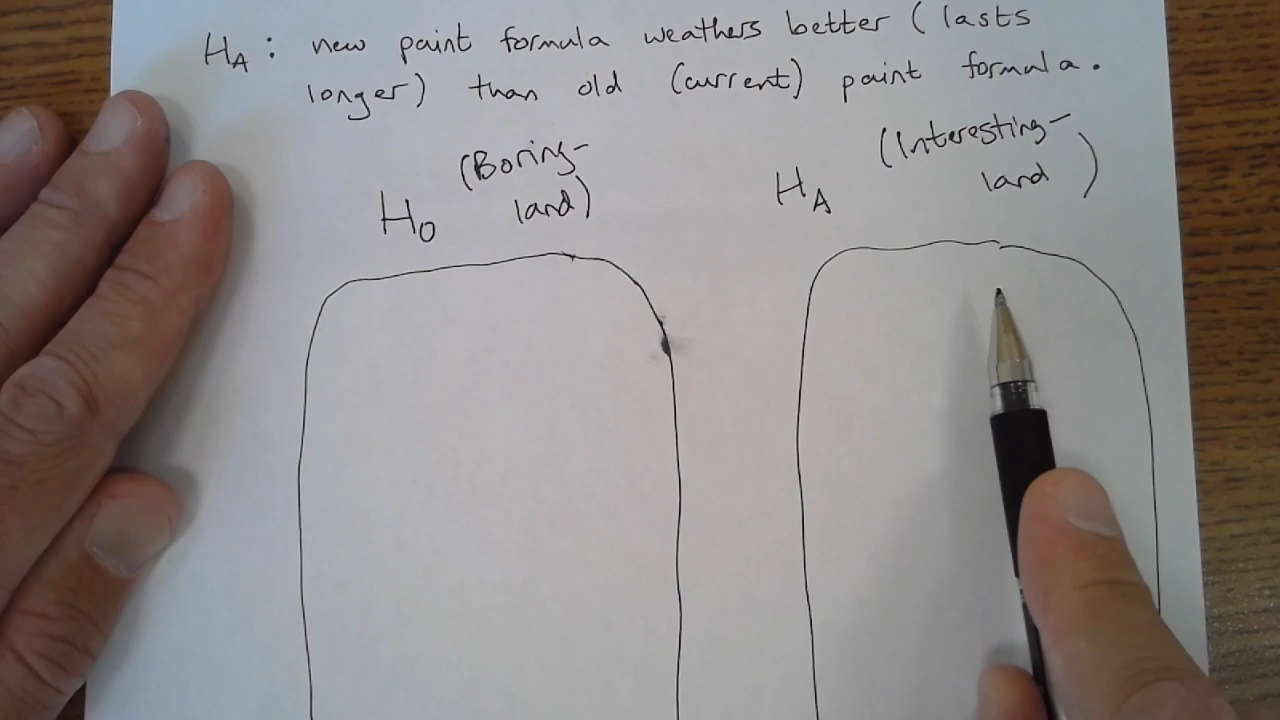 HA: new paint formula weathers better (lasts
longer) than old (current) paint formula.
H0 (Boring-
land)
HA (Interesting-
land)